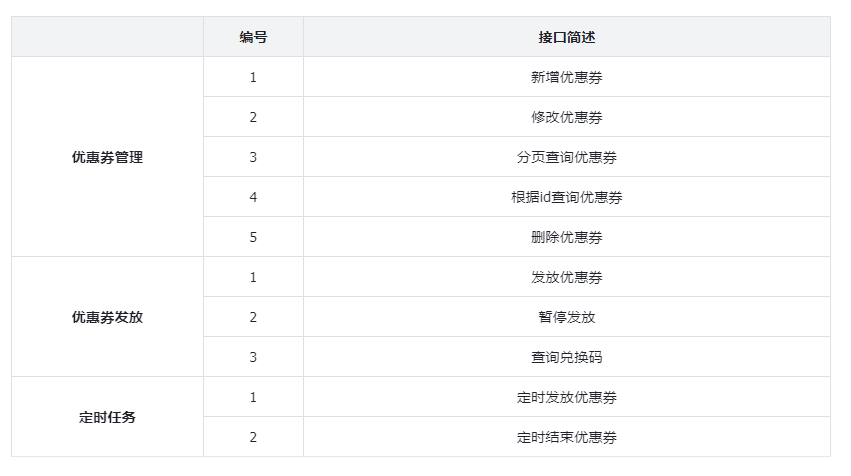 编号 接口简述
优惠券管理
1 新增优惠券
2 修改优惠券
3 分页查询优惠券
4 根据id查询优惠券
5 删除优惠券
优惠券发放
1 发放优惠券
2 暂停发放
3 查询兑换码
定时任务
1 定时发放优惠券
2 定时结束优惠券